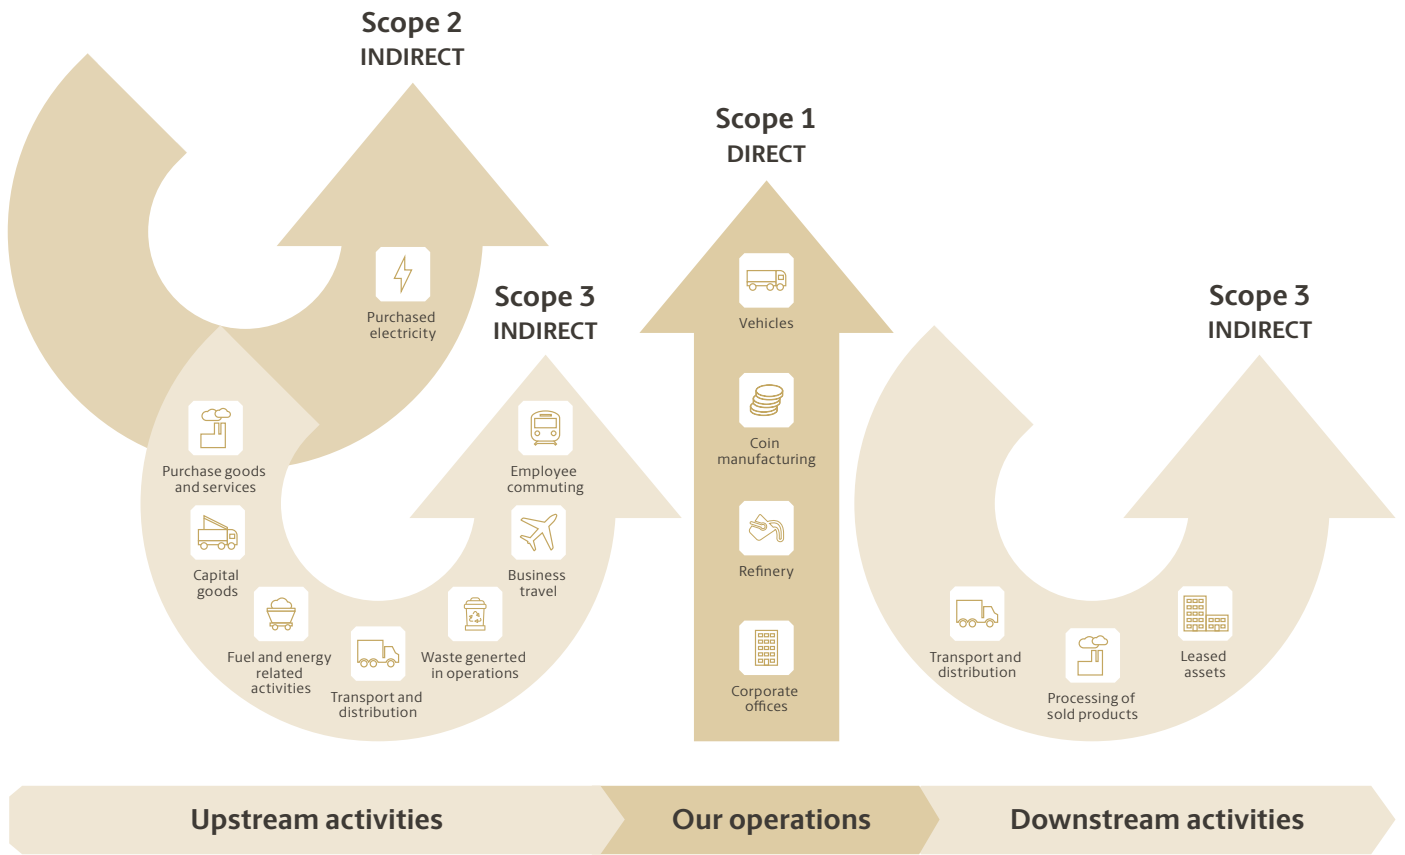 Scope 2
INDIRECT
Purchased
electricity
Scope 3
INDIRECT
Purchase goods
and services
Capital
goods
Fuel and energy
related
activities
Transport and
distribution
Waste generted
in operations
Business
travel
Employee
commuting
Scope 1
DIRECT
Vehicles
Coin
manufacturing
Refinery
Corporate
offices
Scope 3
INDIRECT
Transport and
distribution
Processing of
sold products
Leased
assets
Upstream activities
Our operations
Downstream activities